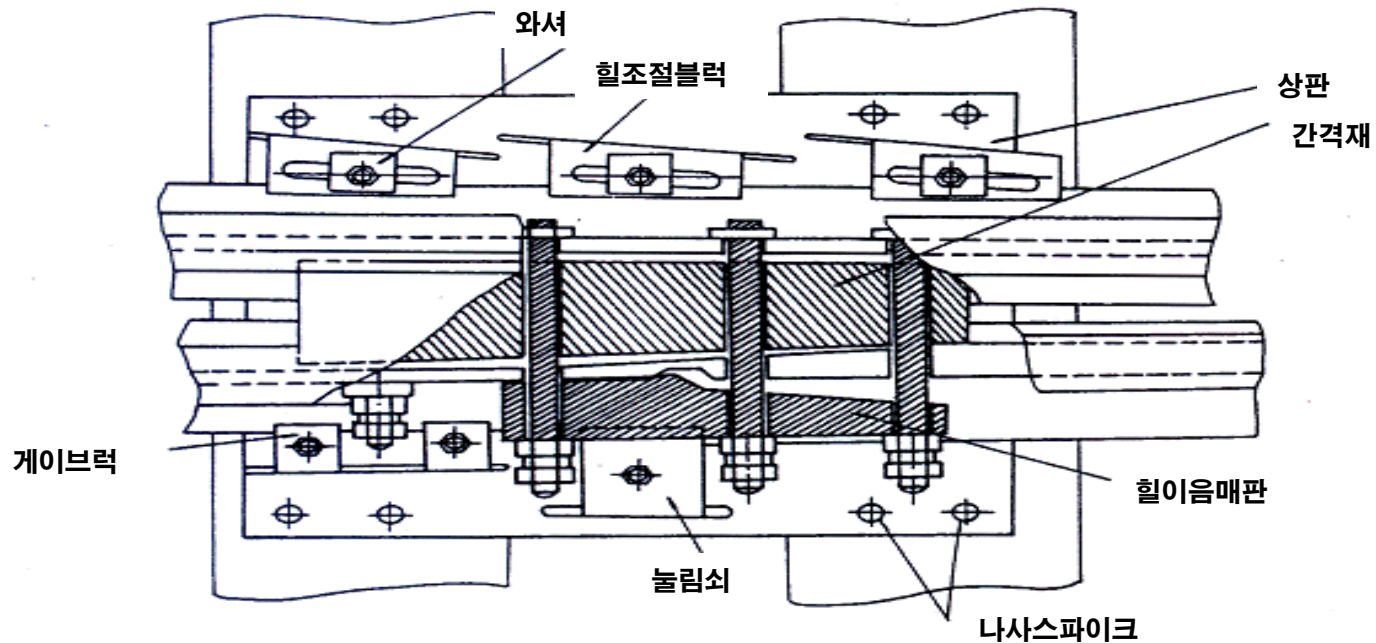 와셔
힐조절블럭
상판
간격재
게이브럭
힐이음매판
눌림쇠
나사스파이크